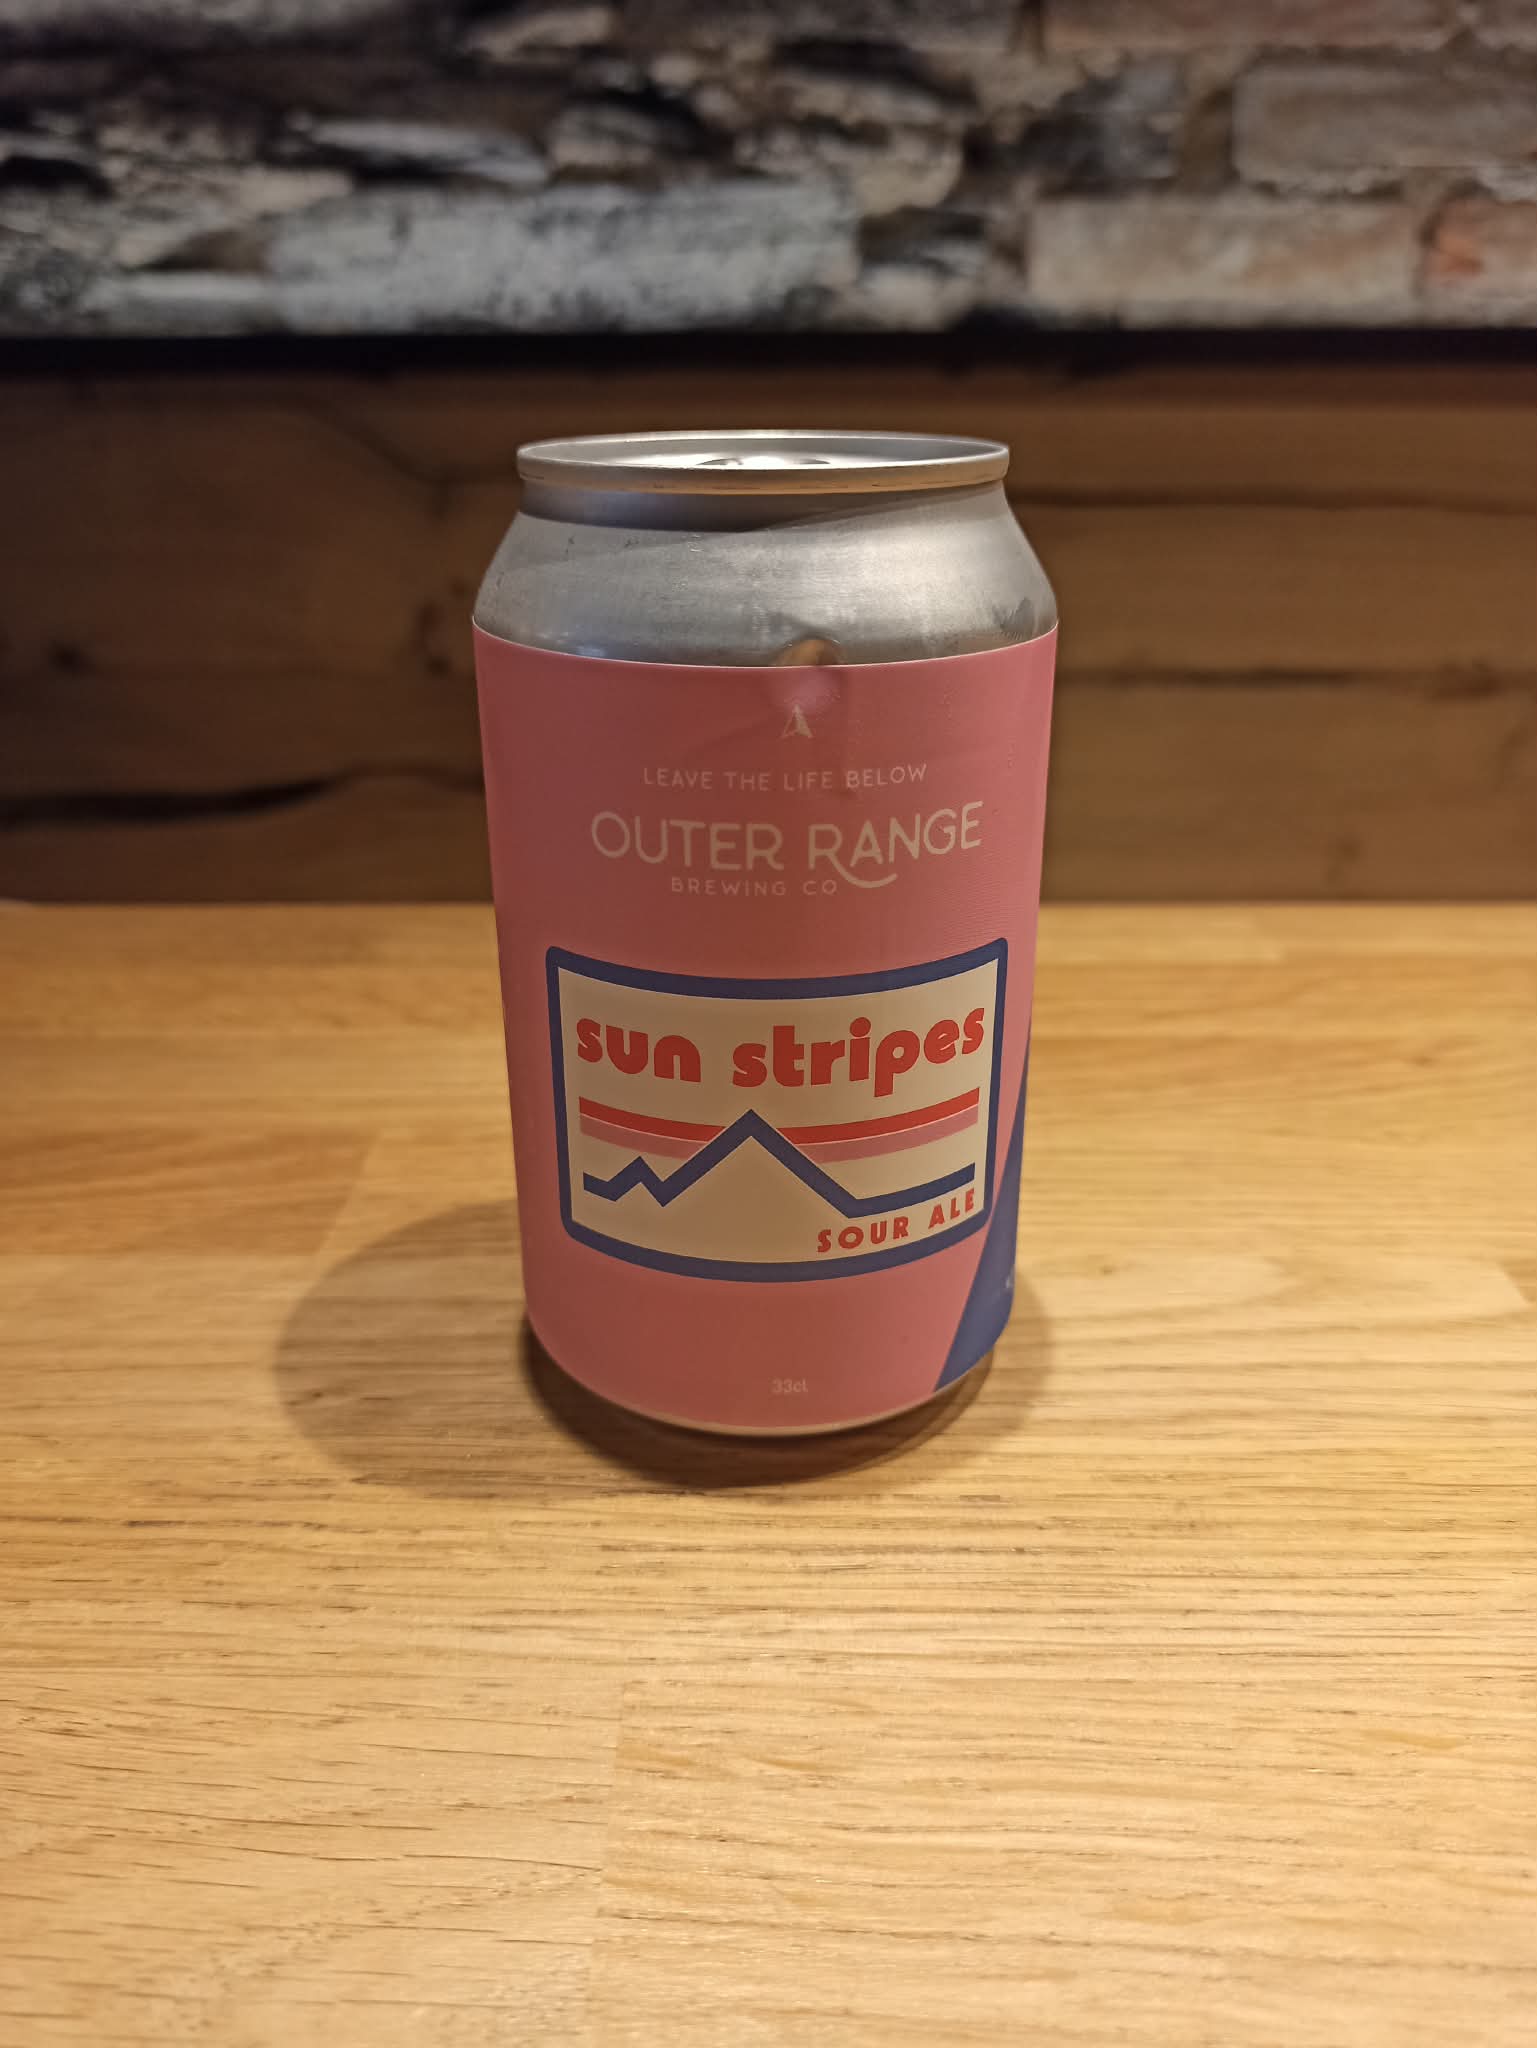 LEAVE THE LIFE BELOW
OUTER RANGE
BREWING CO
sun stripes
SOUR ALE
33cl